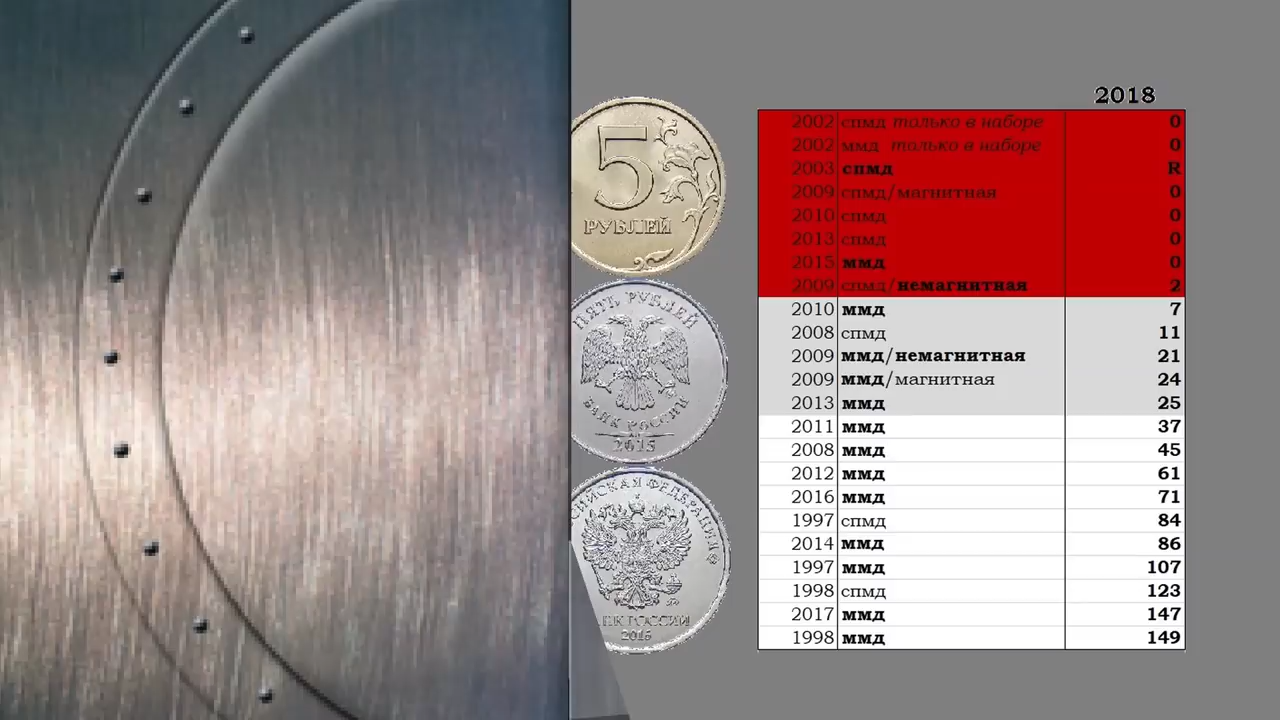 2018
2002 спмд только в наборе 0
2002 ммд только в наборе 0
2003 спмд R
2009 спмд/магнитная 0
2010 спмд 0
2013 спмд 0
2015 ммд 0
2009 спмд/немагнитная 2
2010 ммд 7
2008 спмд 11
2009 ммд/немагнитная 21
2009 ммд/магнитная 24
2013 ммд 25
2011 ммд 37
2008 ммд 45
2012 ммд 61
2016 ммд 71
1997 спмд 84
2014 ммд 86
1997 ммд 107
1998 спмд 123
2017 ммд 147
1998 ммд 149
5
РУБЛЕЙ
ПЯТЬ РУБЛЕЙ
БАНК РОССИИ
2015
СИЙСКАЯ ФЕДЕРАЦИЯ
НК РОССИИ
2016